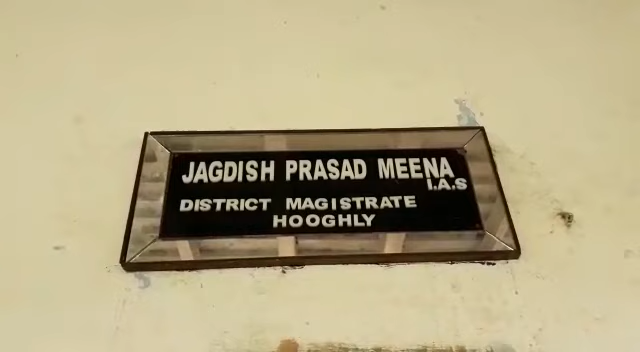 JAGDISH PRASAD MEENA
I.A.S
DISTRICT MAGISTRATE
HOOGHLY